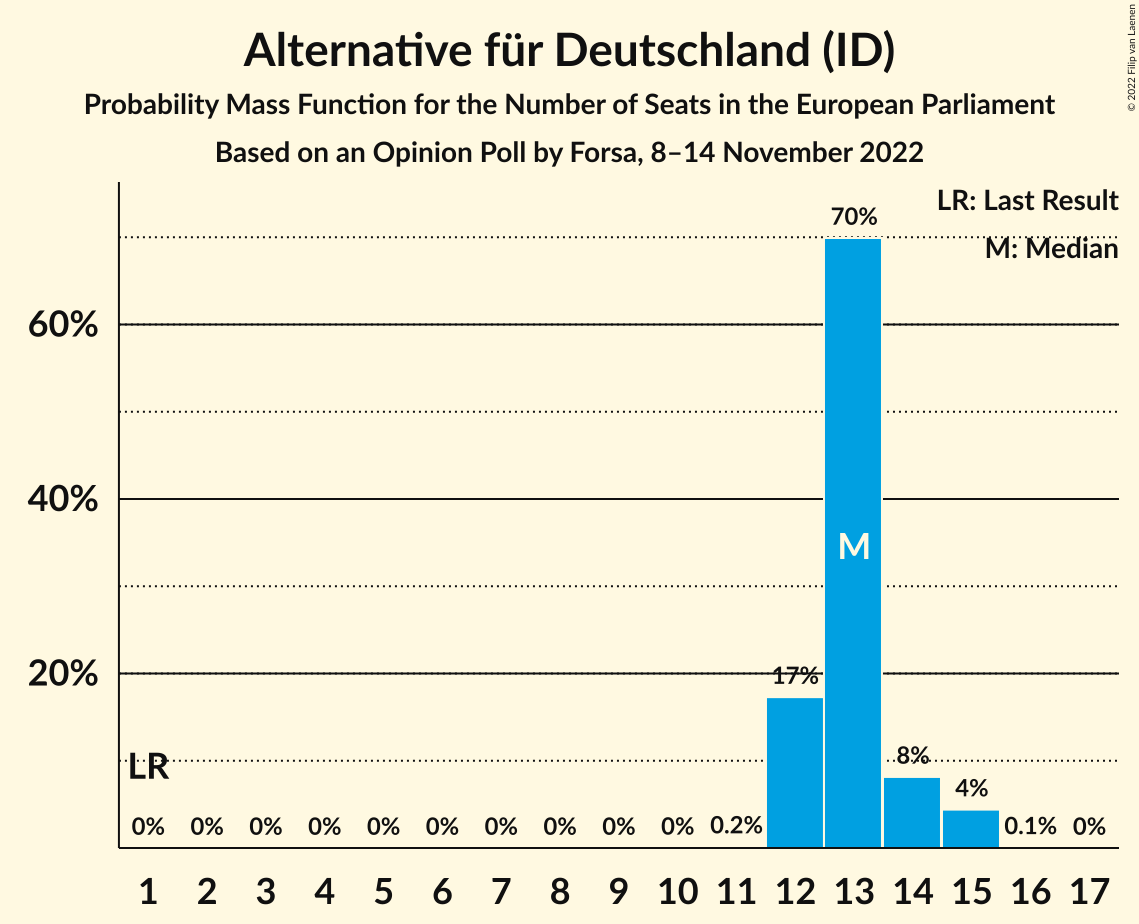 Alternative für Deutschland (ID)
Probability Mass Function for the Number of Seats in the European Parliament
Based on an Opinion Poll by Forsa, 8–14 November 2022
© 2022 Filip van Laenen
LR: Last Result
M: Median
70%
60%
40%
M
20%
17%
LR
8%
4%
0% 0% 0% 0% 0% 0% 0% 0% 0% 0% 0.2% 0.1% 0%
1 2 3 4 5 6 7 8 9 10 11 12 13 14 15 16 17